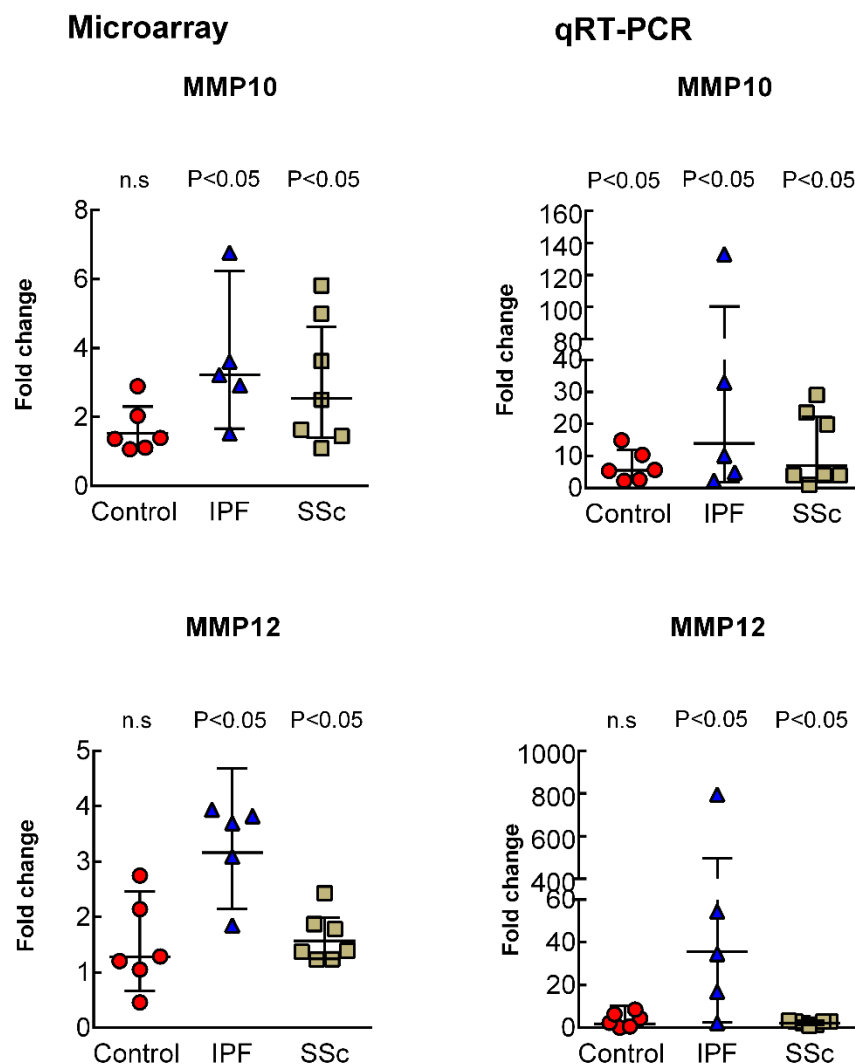 Microarray
qRT-PCR
MMP10
n.s P<0.05 P<0.05
Fold change
8
6
4
2
0
Control IPF SSc
MMP10
P<0.05 P<0.05 P<0.05
Fold change
160
140
120
100
80
60
40
30
20
10
0
Control IPF SSc
MMP12
n.s P<0.05 P<0.05
Fold change
5
4
3
2
1
0
Control IPF SSc
MMP12
n.s P<0.05 P<0.05
Fold change
1000
800
600
400
60
40
20
0
Control IPF SSc